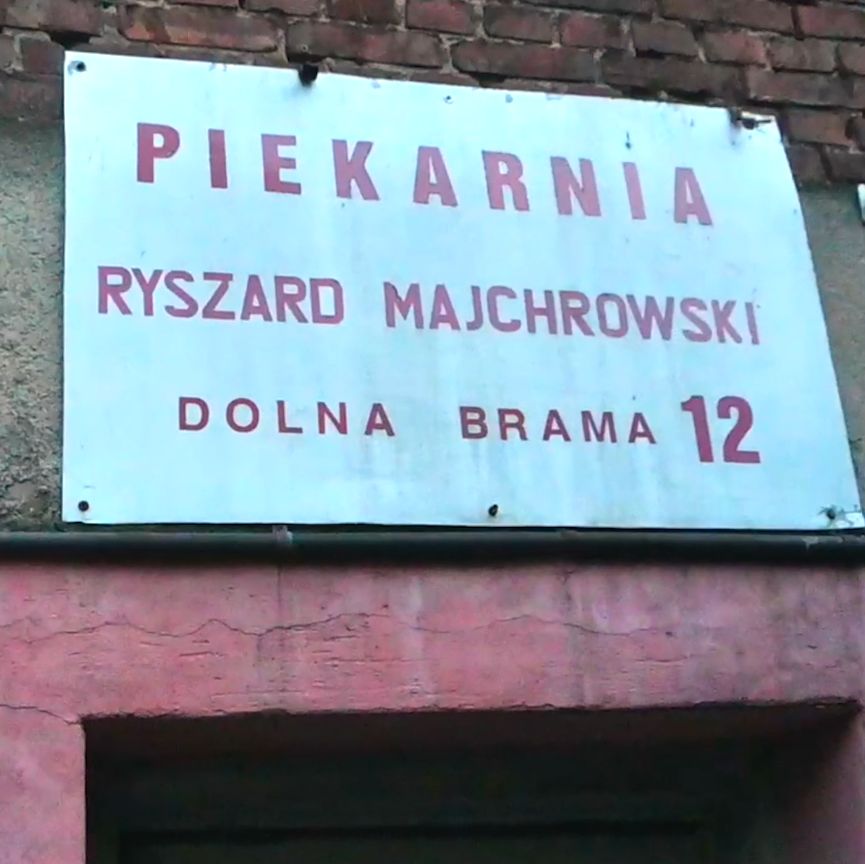 PIEKARNIA
RYSZARD MAJCHROWSKI
DOLNA BRAMA 12